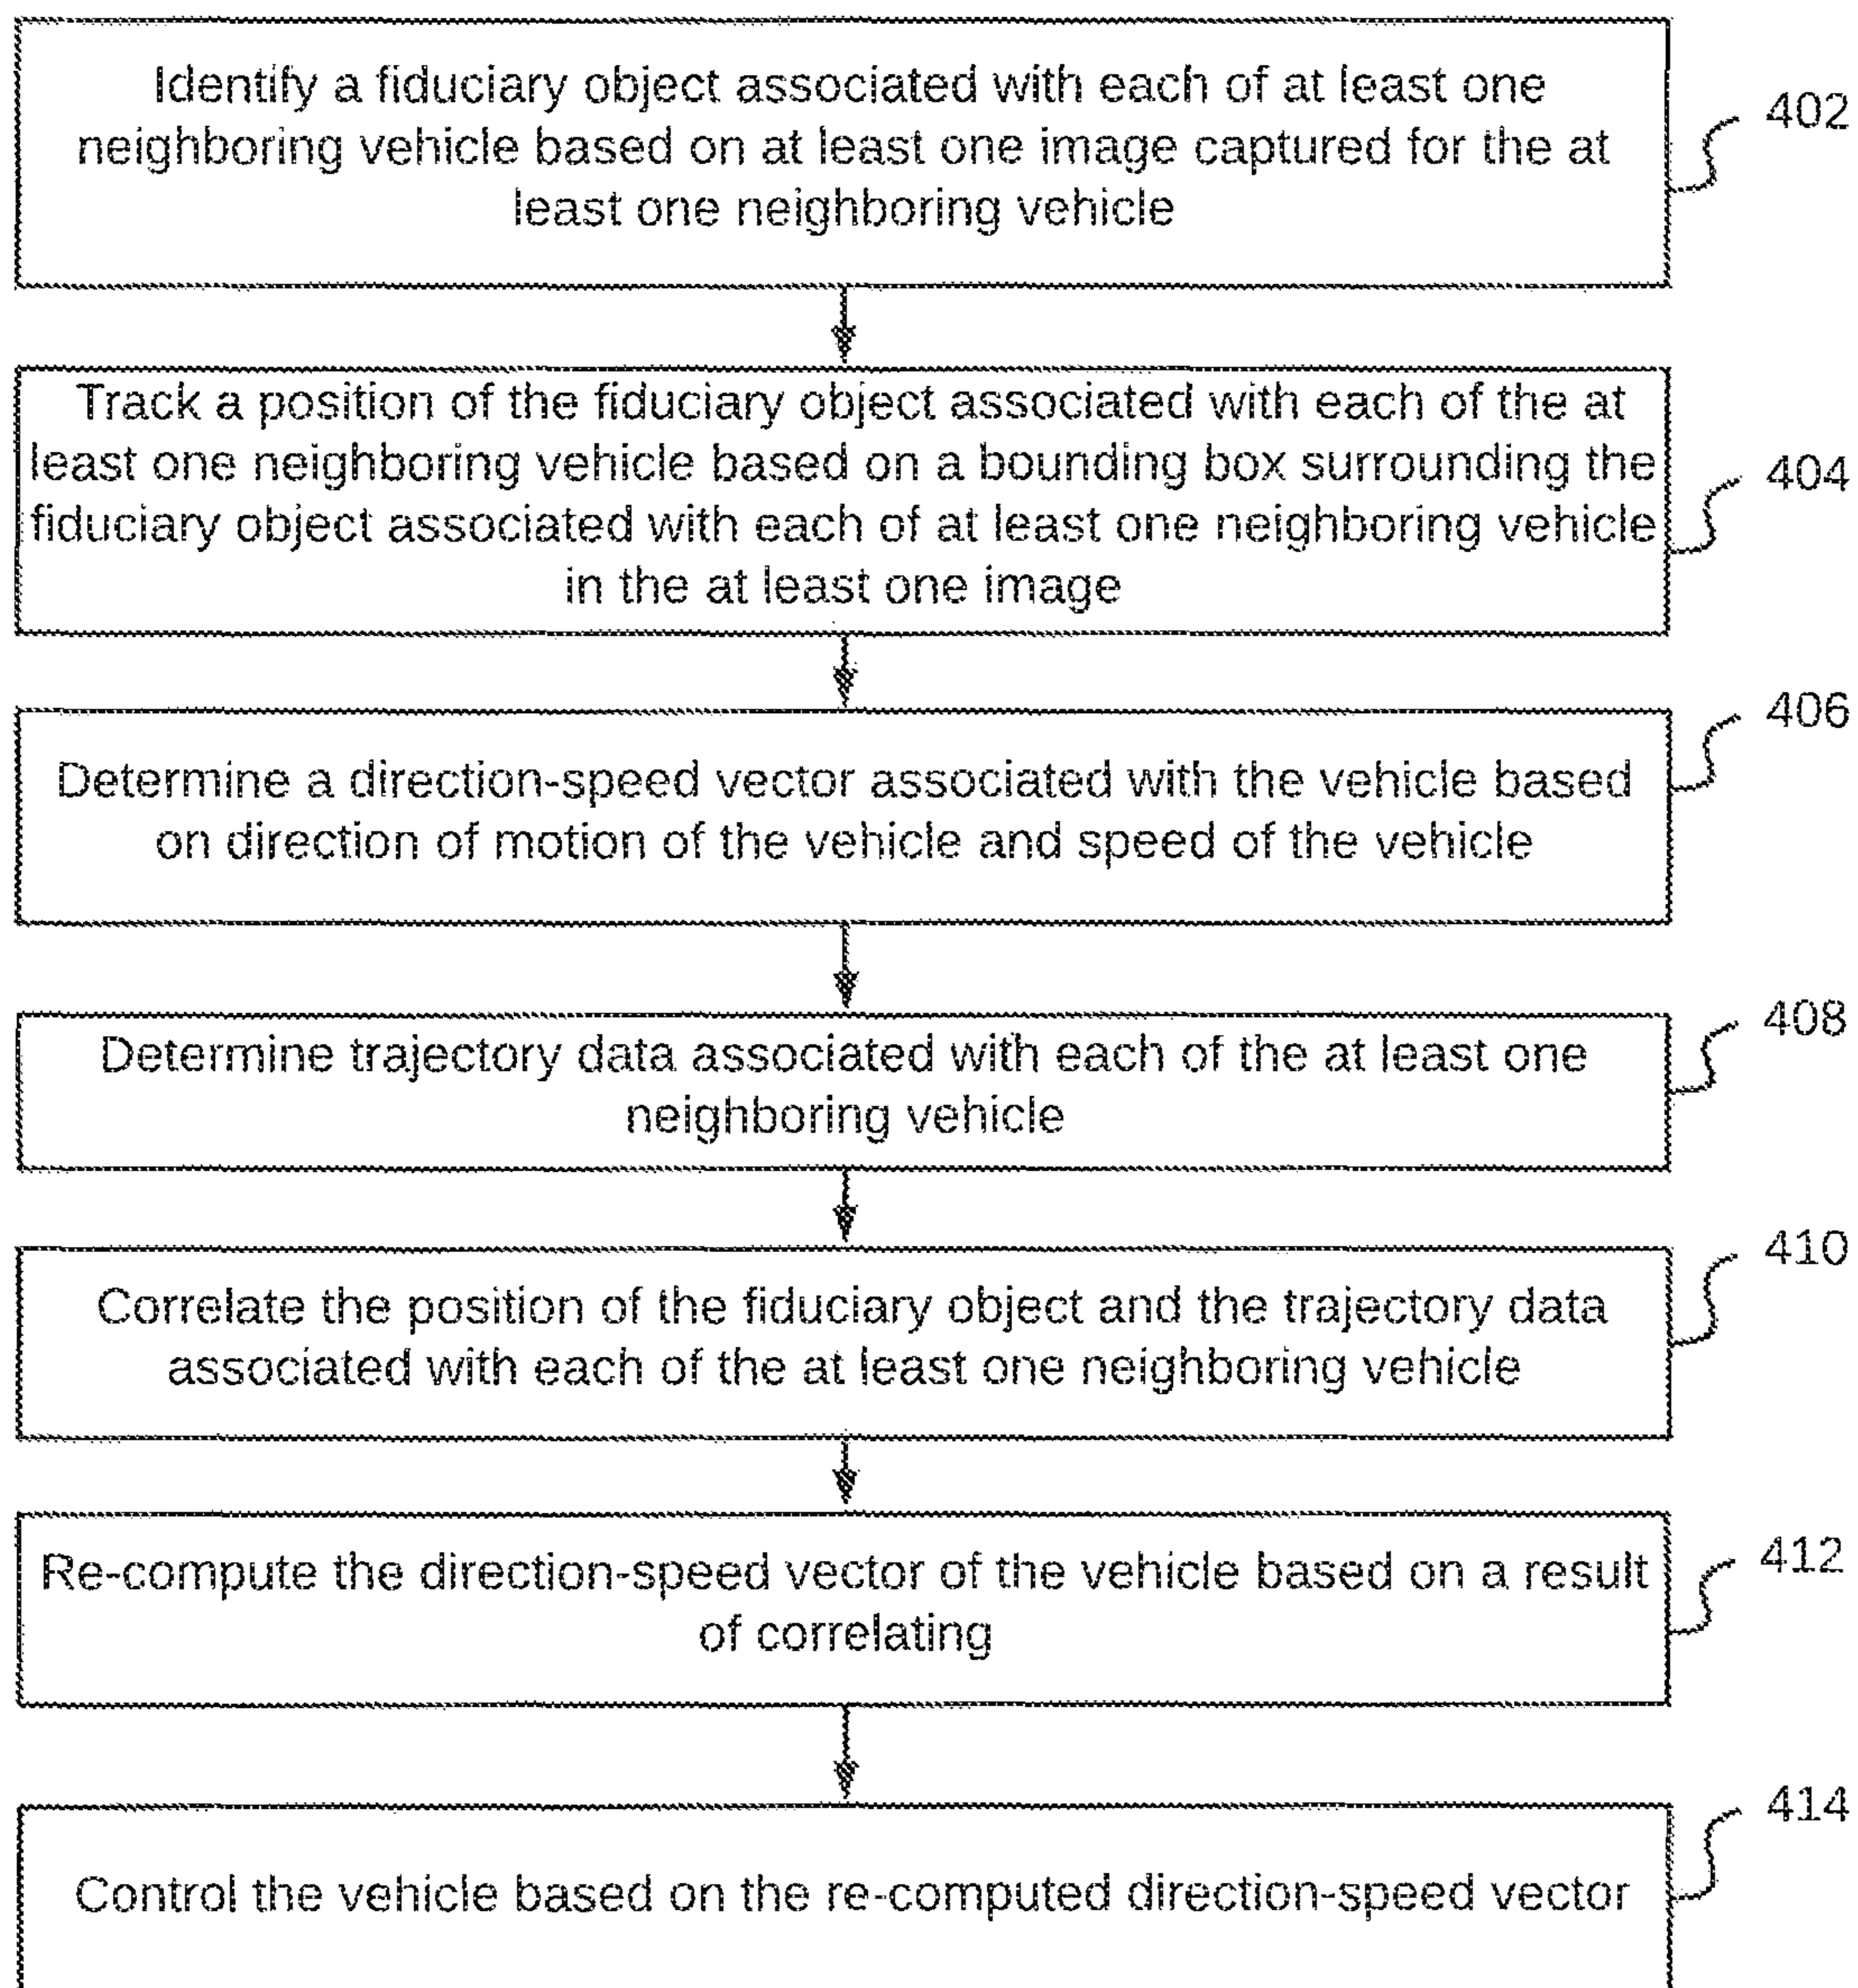 Identify a fiduciary object associated with each of at least one
neighboring vehicle based on at least one image captured for the at
least one neighboring vehicle
402
Track a position of the fiduciary object associated with each of the at
least one neighboring vehicle based on a bounding box surrounding the
fiduciary object associated with each of at least one neighboring vehicle
in the at least one image
404
406
Determine a direction-speed vector associated with the vehicle based
on direction of motion of the vehicle and speed of the vehicle
408
Determine trajectory data associated with each of the at least one
neighboring vehicle
410
Correlate the position of the fiduciary object and the trajectory data
associated with each of the at least one neighboring vehicle
412
Re-compute the direction-speed vector of the vehicle based on a result
of correlating
414
Control the vehicle based on the re-computed direction-speed vector